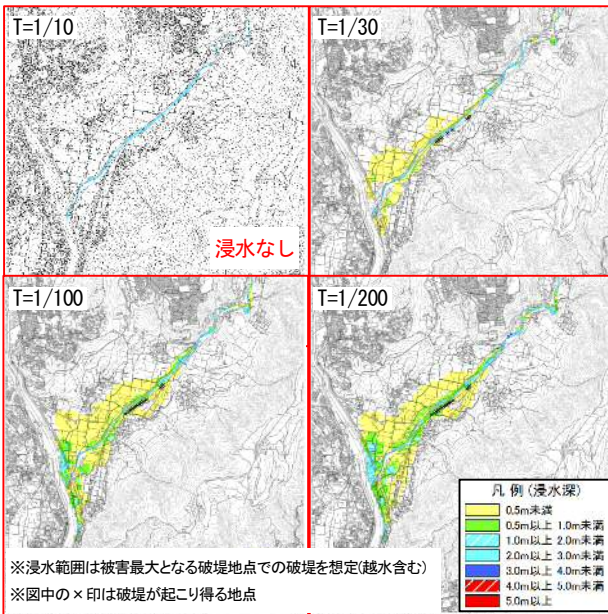 T=1/10
T=1/30
浸水なし
T=1/100
T=1/200
凡 例 (浸水深)
0.5m未満
0.5m以上 1.0m未満
1.0m以上 2.0m未満
2.0m以上 3.0m未満
3.0m以上 4.0m未満
4.0m以上 5.0m未満
5.0m以上
※浸水範囲は被害最大となる破堤地点での破堤を想定(越水含む)
※図中の×印は破堤が起こり得る地点